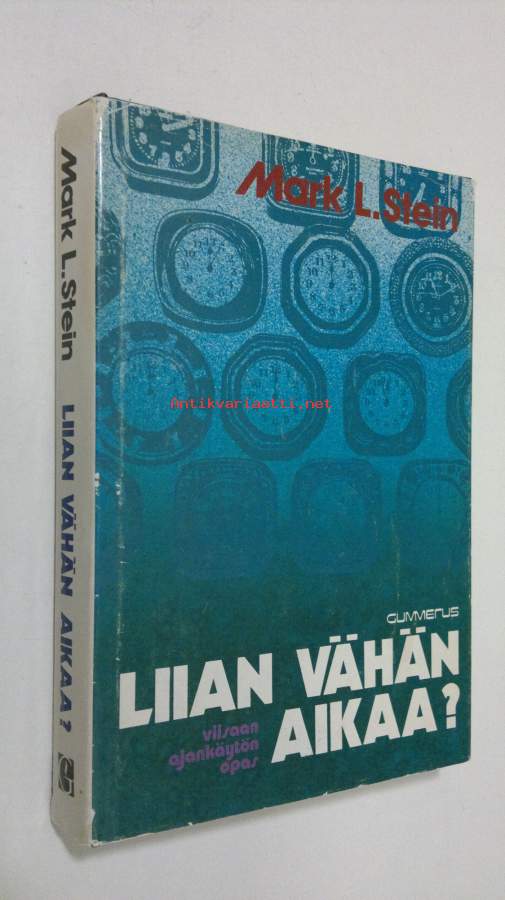 Mark L. Stein
LIIAN VÄHÄN AIKAA?
Mark L. Stein
Antikvariaatti.net
GUMMERUS
LIIAN VÄHÄN
AIKAA?
viisaan
ajankäytön
opas